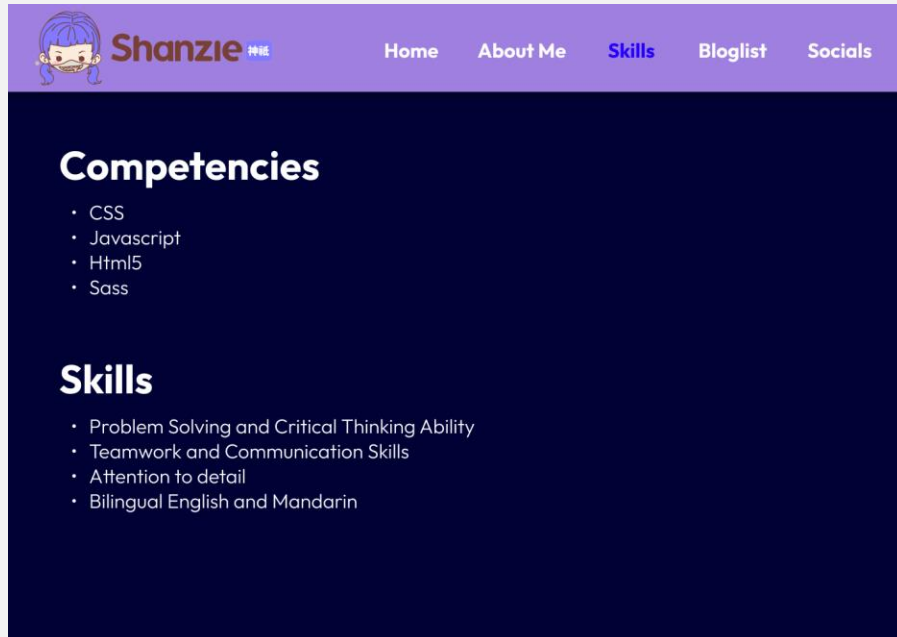 Shanzie
Home About Me Skills Bloglist Socials
Competencies
• CSS
• Javascript
• Html5
• Sass
Skills
• Problem Solving and Critical Thinking Ability
• Teamwork and Communication Skills
• Attention to detail
• Bilingual English and Mandarin